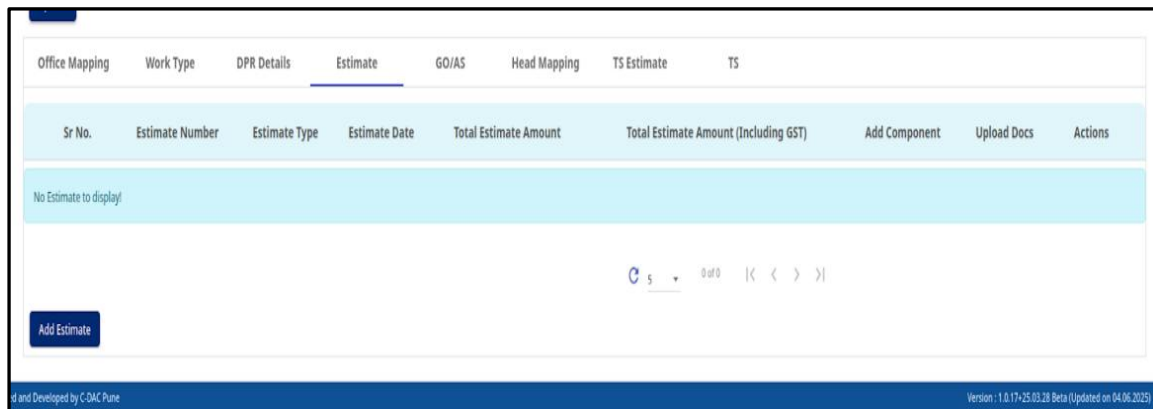 Office Mapping Work Type DPR Details Estimate GO/AS Head Mapping TS Estimate TS
Sr No. Estimate Number Estimate Type Estimate Date Total Estimate Amount Total Estimate Amount (Including GST) Add Component Upload Docs Actions
No Estimate to display!
5 0 of 0
Add Estimate
and Developed by C-DAC Pune Version : 1.0.17+25.03.28 Beta (Updated on 04.06.2025)